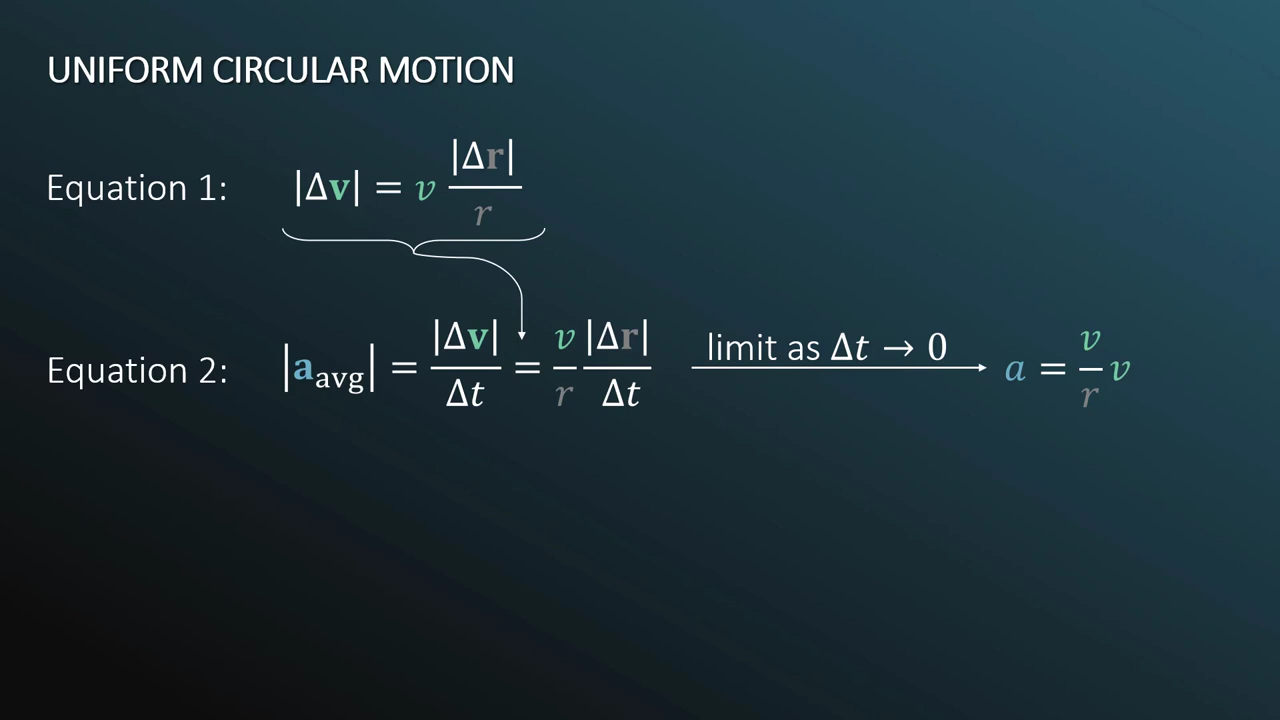 UNIFORM CIRCULAR MOTION
Equation 1: |Δv| = v |Δr| / r
Equation 2: |a_avg| = |Δv| / Δt = v / r |Δr| / Δt limit as Δt → 0 a = v / r v